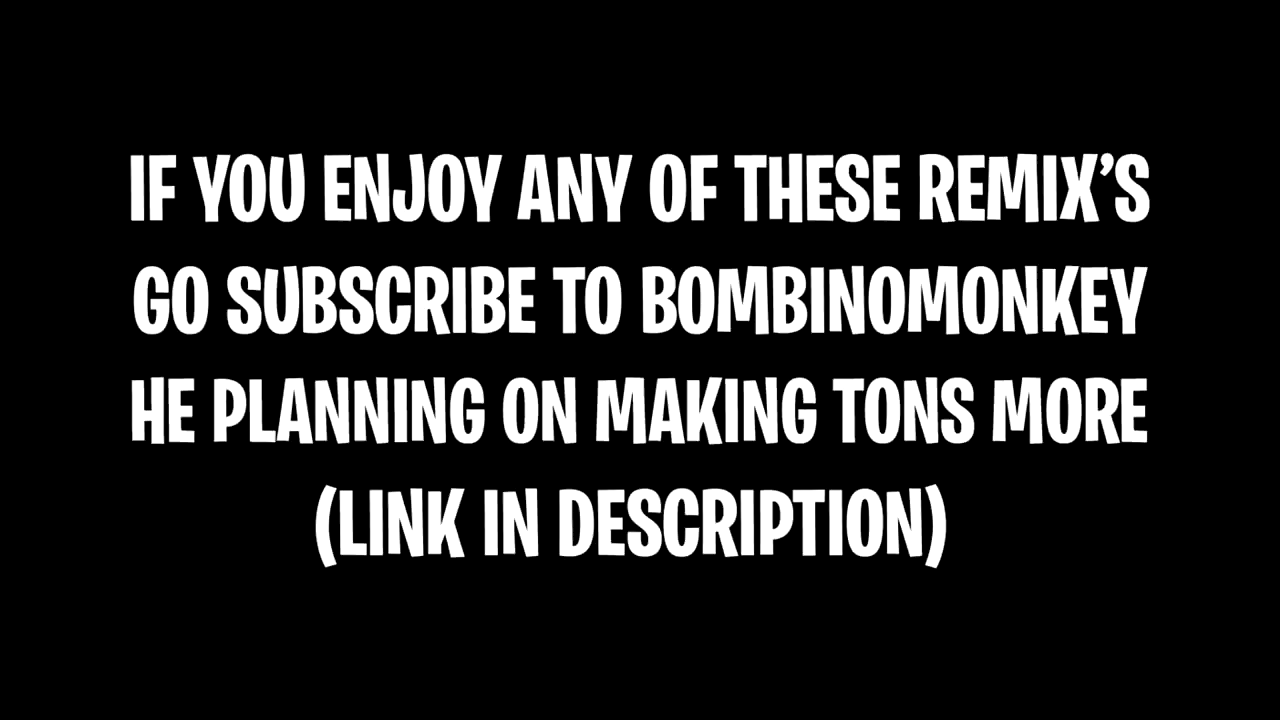 IF YOU ENJOY ANY OF THESE REMIX’S
GO SUBSCRIBE TO BOMBINOMONKEY
HE PLANNING ON MAKING TONS MORE
(LINK IN DESCRIPTION)